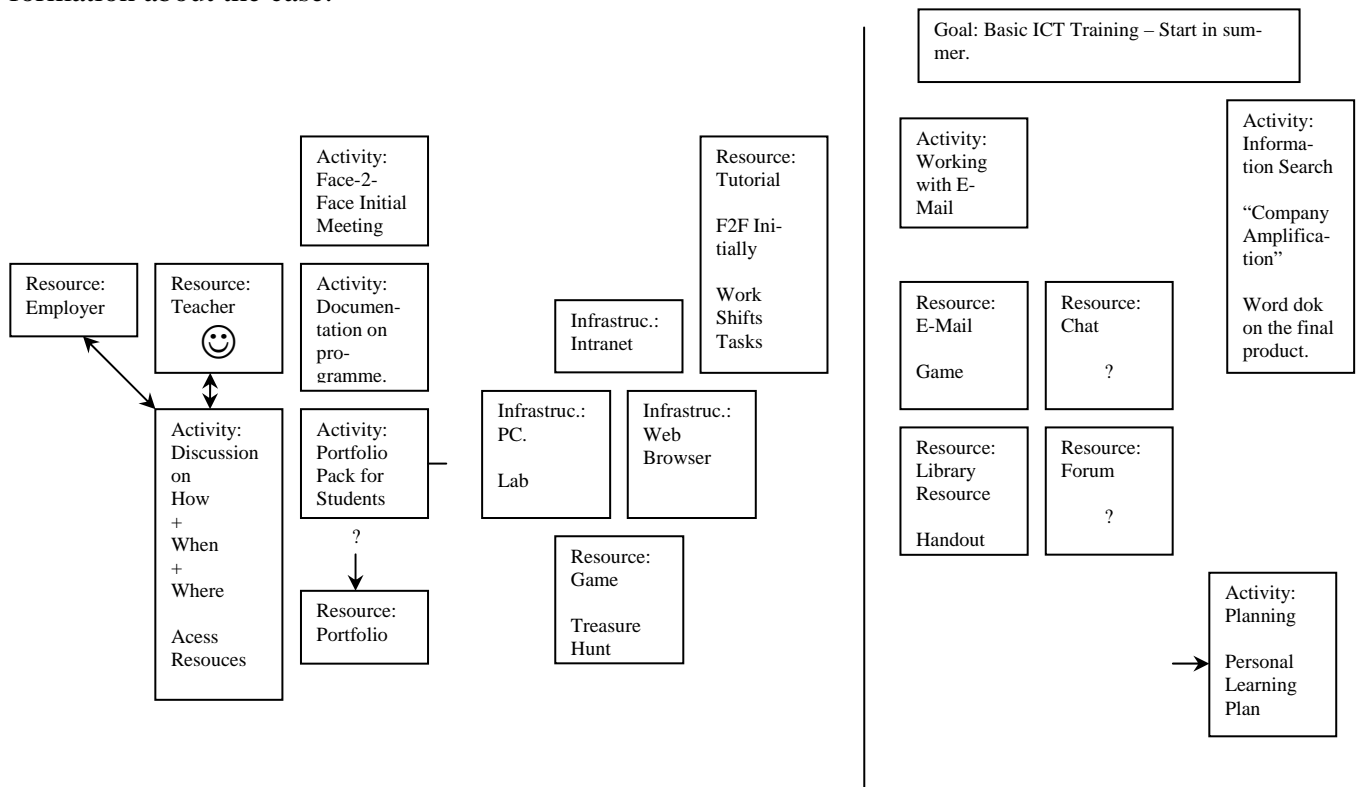 formation about the case.
Goal: Basic ICT Training – Start in sum-
mer.
Activity:
Face-2-
Face Initial
Meeting
Resource:
Tutorial
F2F Ini-
tially
Work
Shifts
Tasks
Activity:
Working
with E-
Mail
Activity:
Informa-
tion Search
“Company
Amplifica-
tion”
Word dok
on the final
product.
Resource:
Employer
Resource:
Teacher
Activity:
Documen-
tation on
pro-
gramme.
Infrastruc.:
Intranet
Resource:
E-Mail
Game
Resource:
Chat
?
Activity:
Discussion
on
How
+
When
+
Where
Acess
Resouces
Activity:
Portfolio
Pack for
Students
?
Resource:
Portfolio
Infrastruc.:
PC.
Lab
Infrastruc.:
Web
Browser
Resource:
Game
Treasure
Hunt
Resource:
Library
Resource
Handout
Resource:
Forum
?
Activity:
Planning
Personal
Learning
Plan